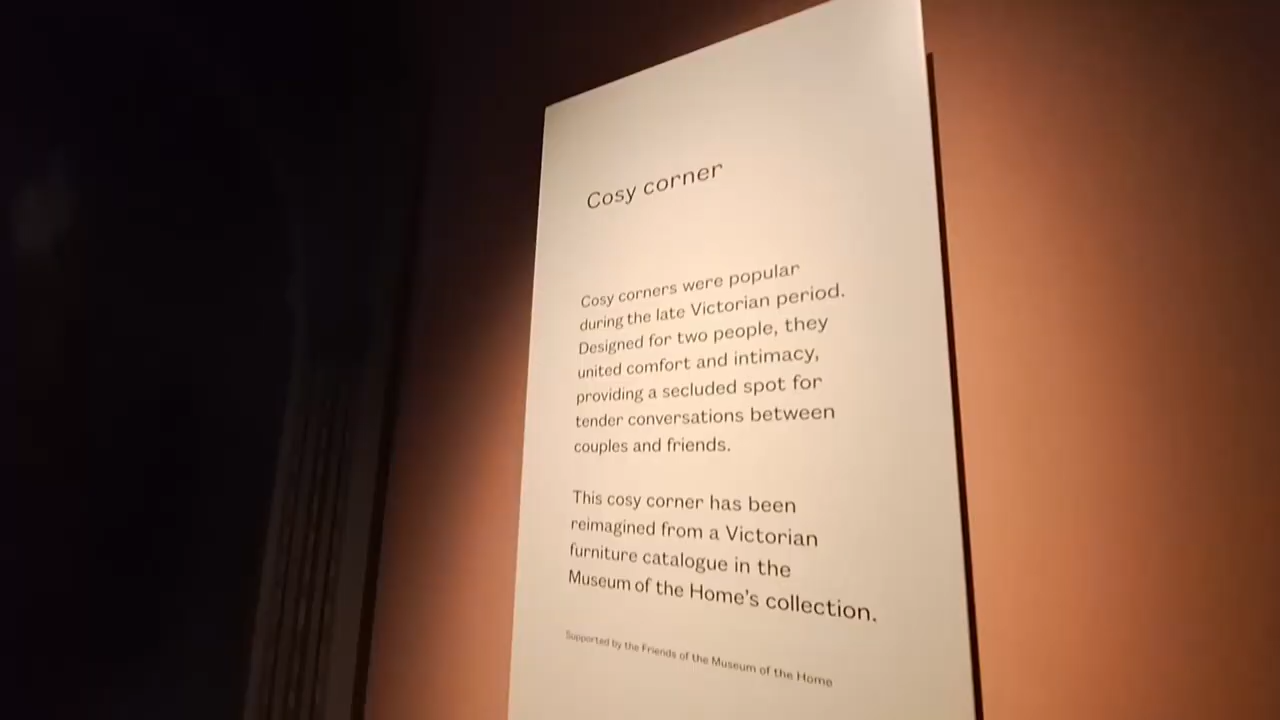 Cosy corner
Cosy corners were popular
during the late Victorian period.
Designed for two people, they
united comfort and intimacy,
providing a secluded spot for
tender conversations between
couples and friends.
This cosy corner has been
reimagined from a Victorian
furniture catalogue in the
Museum of the Home's collection.
Supported by the Friends of the Museum of the Home